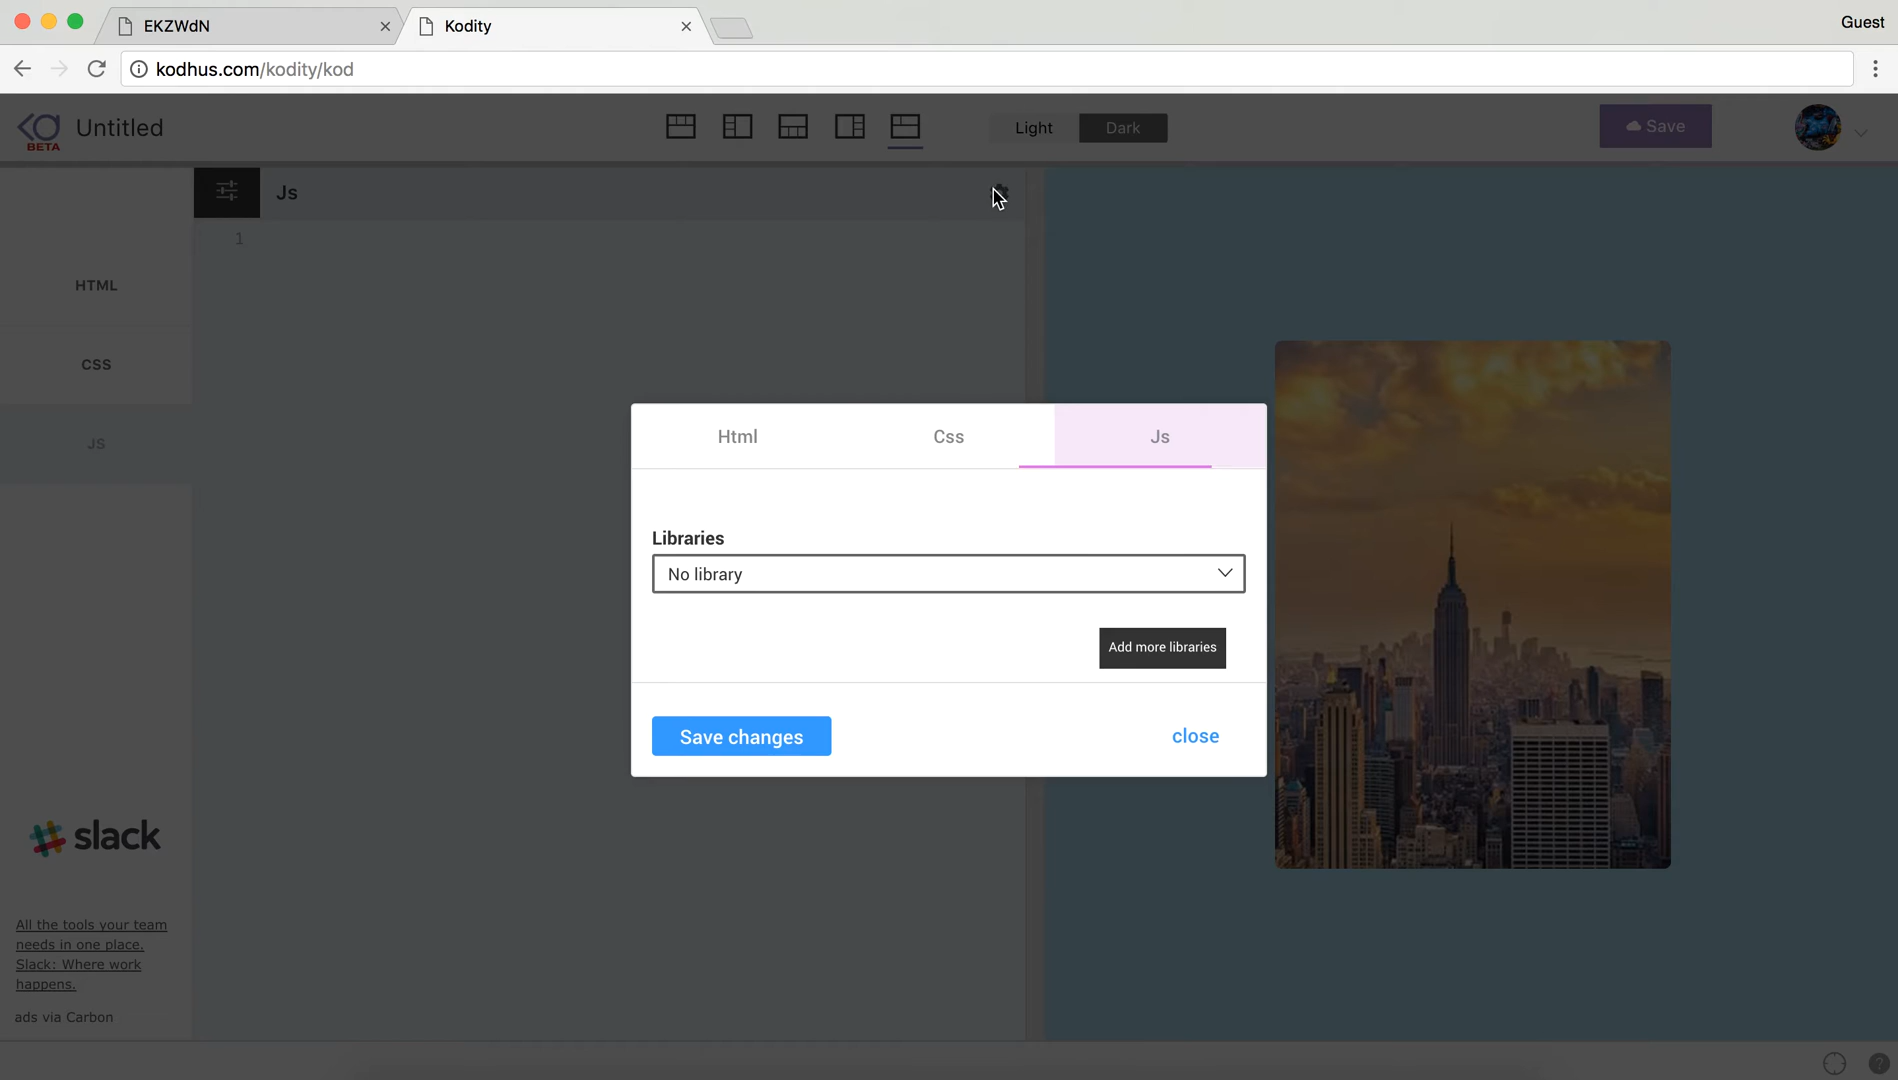 EKZWdN
Kodity
Guest
kodhus.com/kodity/kod
BETA
Untitled
Light
Dark
Save
Js
1
HTML
CSS
JS
Html
Css
Js
Libraries
No library
Add more libraries
Save changes
close
slack
All the tools your team
needs in one place.
Slack: Where work
happens.
ads via Carbon
?